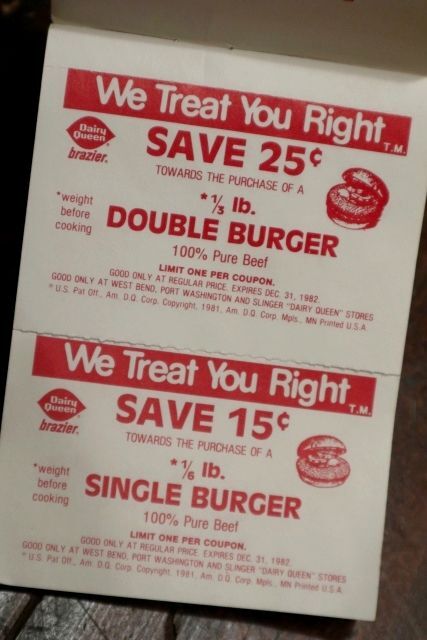 We Treat You Right T.M.
Dairy Queen
brazier.
SAVE 25¢
TOWARDS THE PURCHASE OF A
*weight before cooking
*⅓ lb.
DOUBLE BURGER
100% Pure Beef
LIMIT ONE PER COUPON.
GOOD ONLY AT REGULAR PRICE. EXPIRES DEC. 31, 1982.
GOOD ONLY AT WEST BEND, PORT WASHINGTON AND SLINGER "DAIRY QUEEN" STORES
® U.S. Pat Off., Am. D.Q. Corp. Copyright, 1981, Am. D.Q. Corp. Mpls., MN Printed U.S.A.
We Treat You Right T.M.
Dairy Queen
brazier.
SAVE 15¢
TOWARDS THE PURCHASE OF A
*weight before cooking
*⅙ lb.
SINGLE BURGER
100% Pure Beef
LIMIT ONE PER COUPON.
GOOD ONLY AT REGULAR PRICE. EXPIRES DEC. 31, 1982.
GOOD ONLY AT WEST BEND, PORT WASHINGTON AND SLINGER "DAIRY QUEEN" STORES
® U.S. Pat Off., Am. D.Q. Corp. Copyright, 1981, Am. D.Q. Corp. Mpls., MN Printed U.S.A.